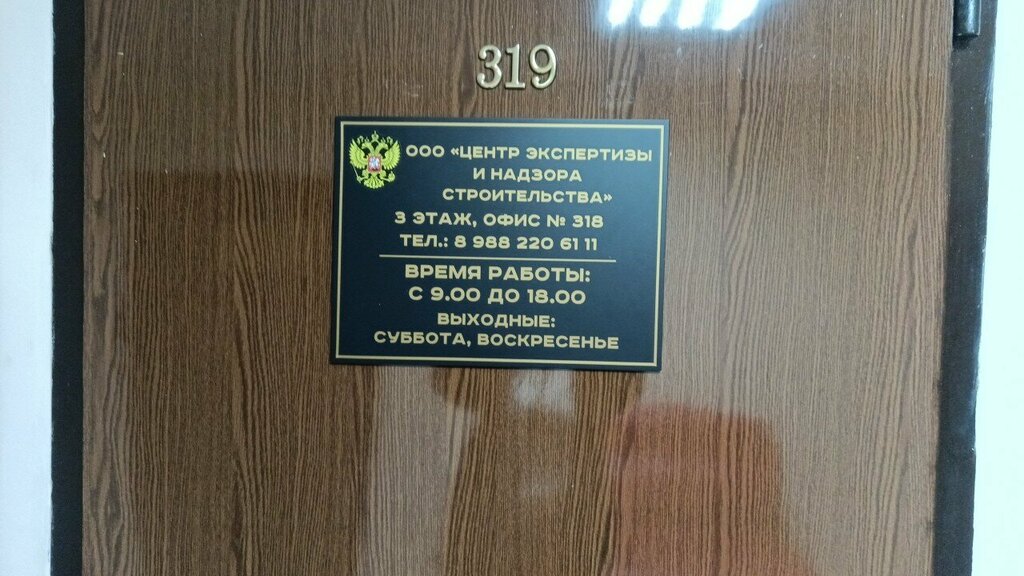 319
ООО «ЦЕНТР ЭКСПЕРТИЗЫ
И НАДЗОРА
СТРОИТЕЛЬСТВА»
3 ЭТАЖ, ОФИС № 318
ТЕЛ.: 8 988 220 61 11
ВРЕМЯ РАБОТЫ:
С 9.00 ДО 18.00
ВЫХОДНЫЕ:
СУББОТА, ВОСКРЕСЕНЬЕ